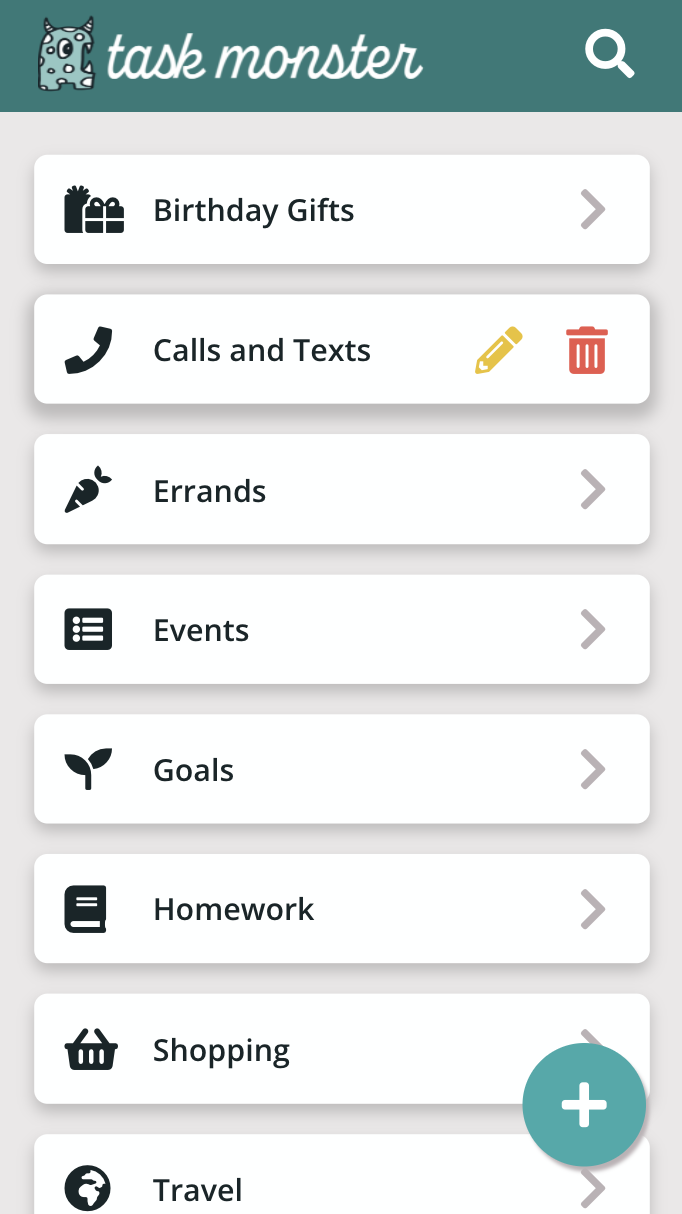 task monster
Birthday Gifts
Calls and Texts
Errands
Events
Goals
Homework
Shopping
Travel